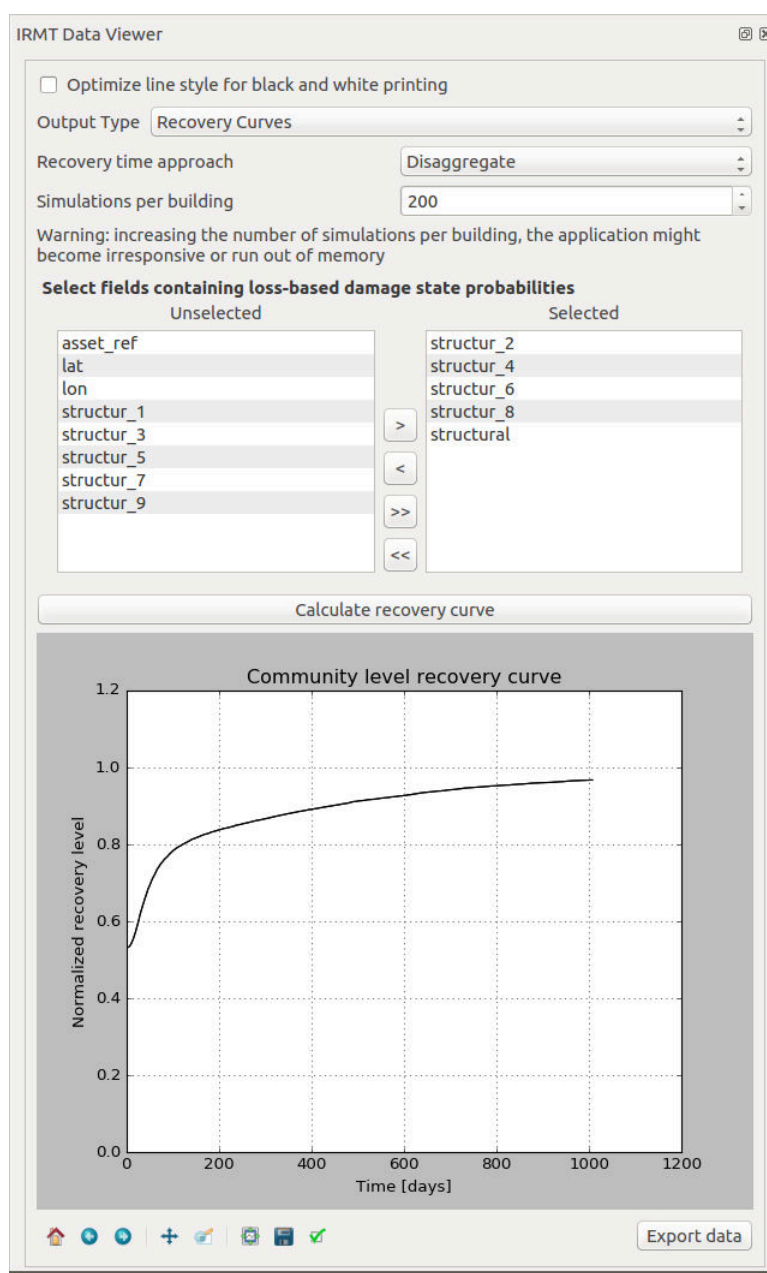 IRMT Data Viewer
Optimize line style for black and white printing
Output Type Recovery Curves
Recovery time approach Disaggregate
Simulations per building 200
Warning: increasing the number of simulations per building, the application might
become irresponsive or run out of memory
Select fields containing loss-based damage state probabilities
Unselected Selected
asset_ref structur_2
lat structur_4
lon structur_6
structur_1 structur_8
structur_3 structural
structur_5
structur_7
structur_9
>
<
>>
<<
Calculate recovery curve
Community level recovery curve
1.2
1.0
0.8
0.6
0.4
0.2
0.0
Normalized recovery level
0 200 400 600 800 1000 1200
Time [days]
Export data